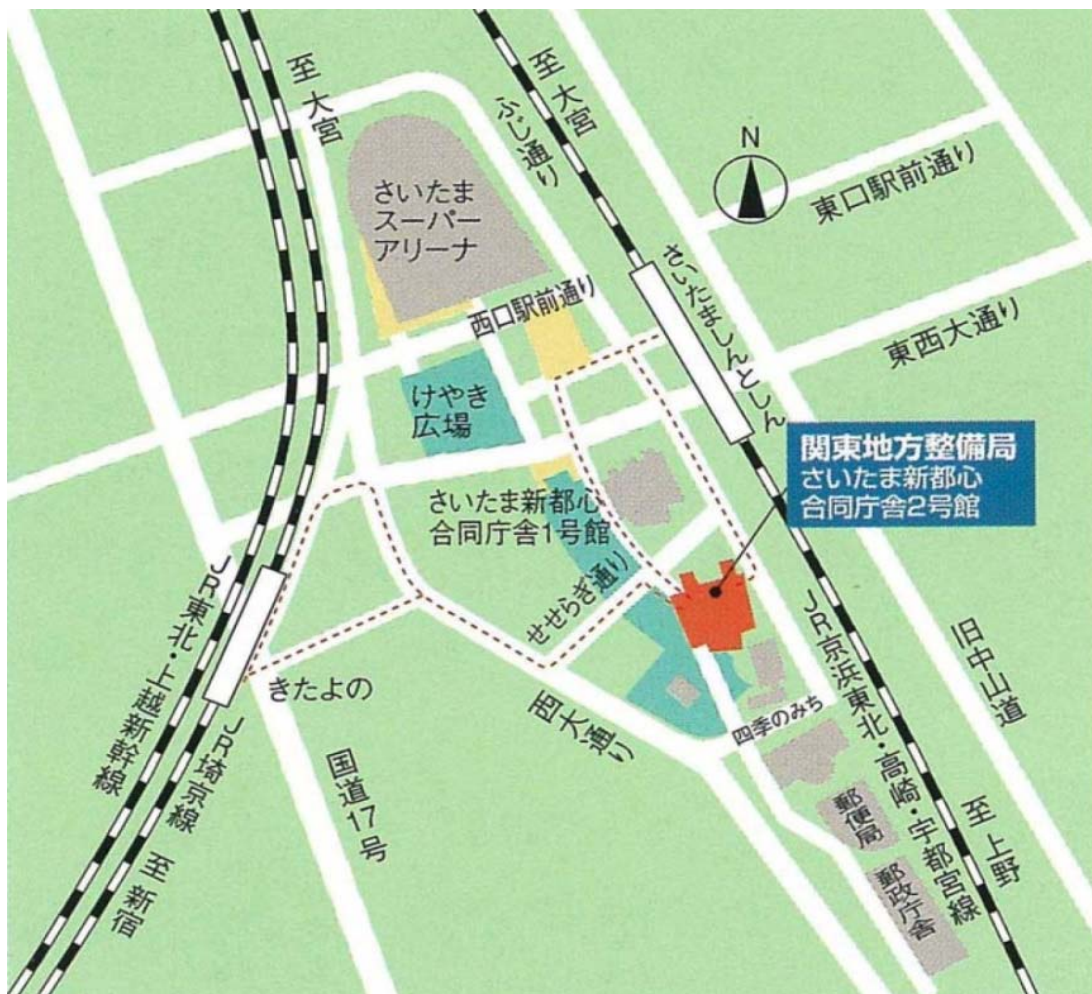 至 大宮
至 大宮
ふじ通り
N
東口駅前通り
さいたま
スーパー
アリーナ
さいたましんとしん
西口駅前通り
東西大通り
けやき
広場
関東地方整備局
さいたま新都心
合同庁舎2号館
さいたま新都心
合同庁舎1号館
せせらぎ通り
JR東北・上越新幹線
きたよの
西大通り
四季のみち
旧中山道
JR京浜東北・高崎・宇都宮線
至 上野
JR埼京線
至 新宿
国道17号
郵便局
郵政庁舎